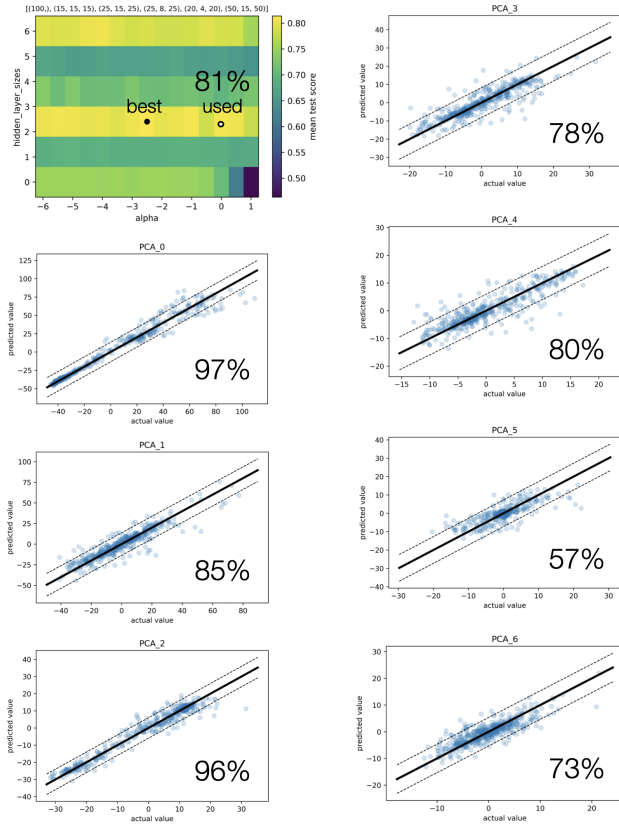 [(100,), (15, 15, 15), (25, 15, 25), (25, 8, 25), (20, 4, 20), (50, 15, 50)]
6
5
4
3
2
1
0
hidden_layer_sizes
81%
best
used
−6 −5 −4 −3 −2 −1 0 1
alpha
0.80
0.75
0.70
0.65
0.60
0.55
0.50
mean test score
PCA_0
125
100
75
50
25
0
−25
−50
predicted value
97%
−40 −20 0 20 40 60 80 100
actual value
PCA_1
100
75
50
25
0
−25
−50
predicted value
85%
−40 −20 0 20 40 60 80
actual value
PCA_2
40
30
20
10
0
−10
−20
−30
−40
predicted value
96%
−30 −20 −10 0 10 20 30
actual value
PCA_3
40
30
20
10
0
−10
−20
−30
predicted value
78%
−20 −10 0 10 20 30
actual value
PCA_4
30
20
10
0
−10
−20
predicted value
80%
−15 −10 −5 0 5 10 15 20
actual value
PCA_5
40
30
20
10
0
−10
−20
−30
−40
predicted value
57%
−30 −20 −10 0 10 20 30
actual value
PCA_6
30
20
10
0
−10
−20
predicted value
73%
−10 0 10 20
actual value